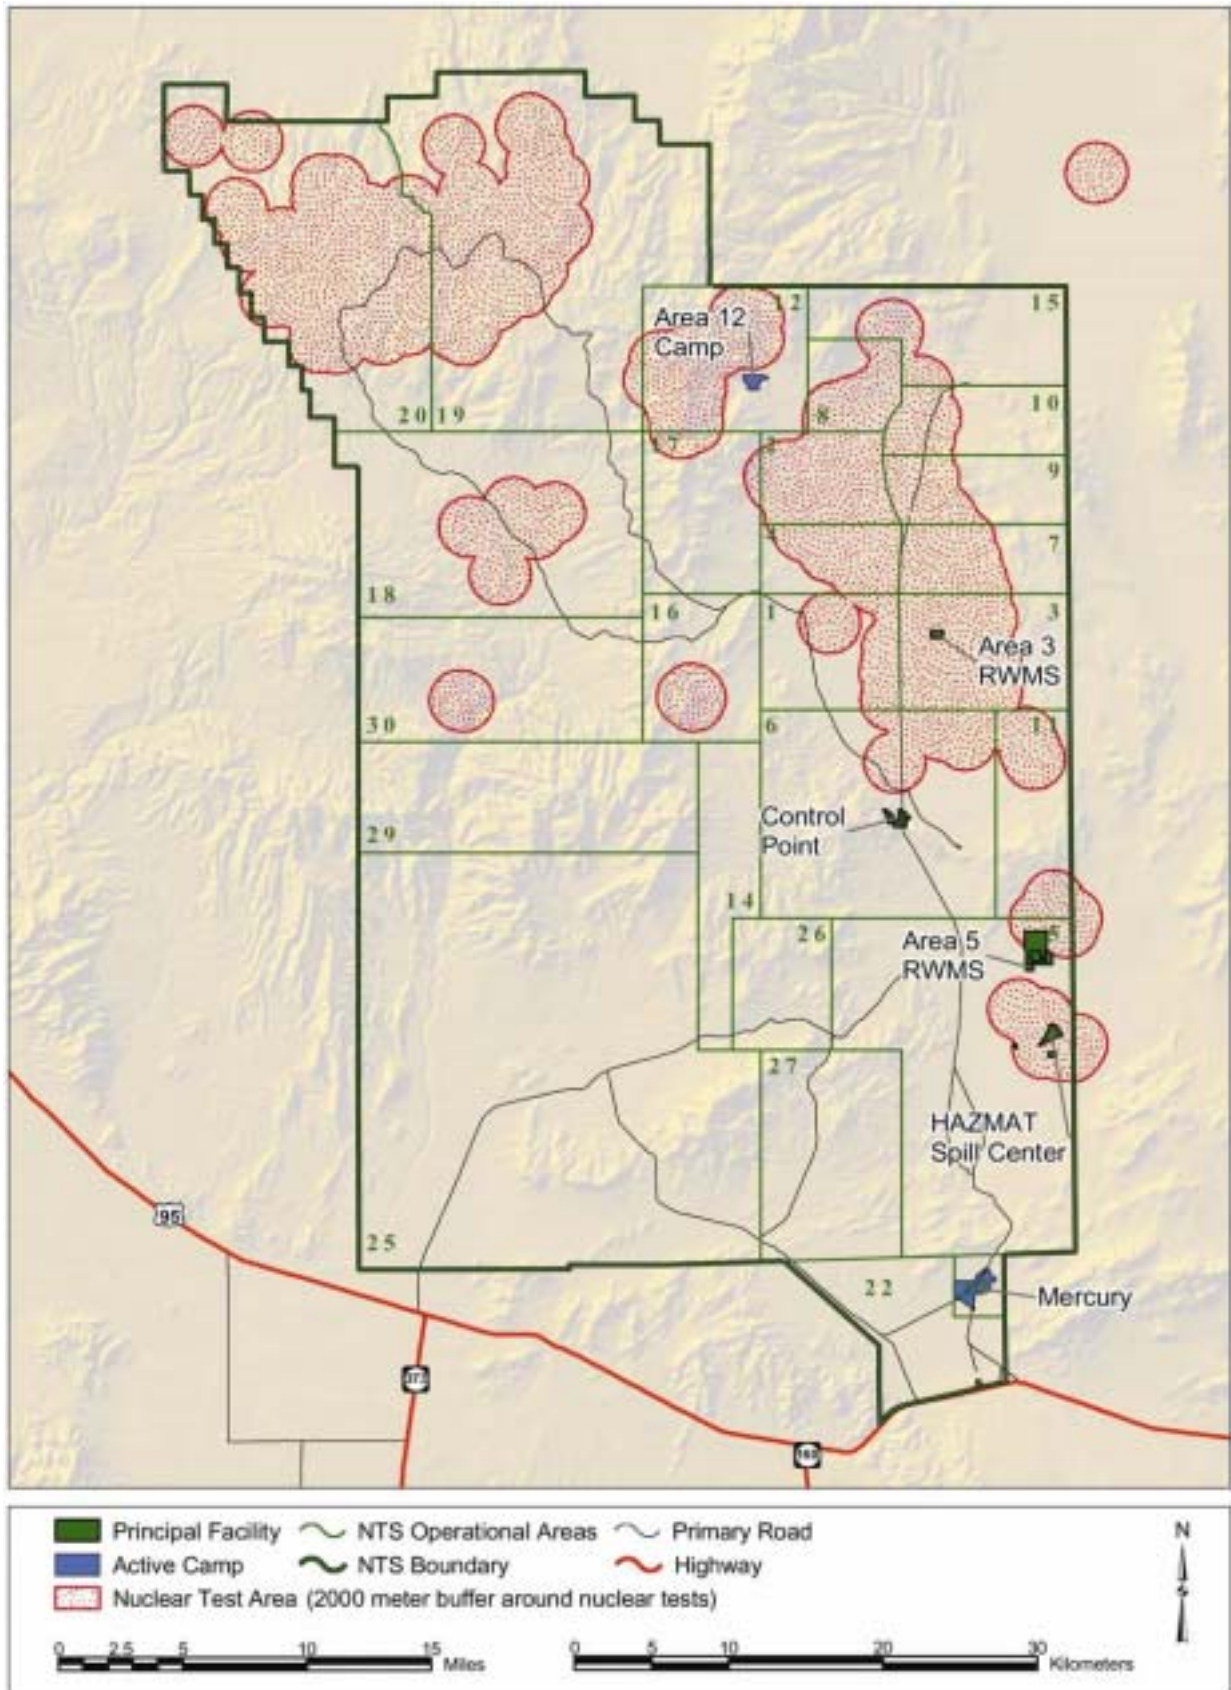 12
15
Area 12
Camp
10
20
19
8
17
2
9
4
7
18
16
1
3
Area 3
RWMS
30
6
11
Control
Point
29
14
26
Area 5
RWMS
5
27
HAZMAT
Spill Center
95
25
22
Mercury
373
160
Principal Facility
NTS Operational Areas
Primary Road
N
Active Camp
NTS Boundary
Highway
Nuclear Test Area (2000 meter buffer around nuclear tests)
0 2.5 5 10 15
Miles
0 5 10 20 30
Kilometers